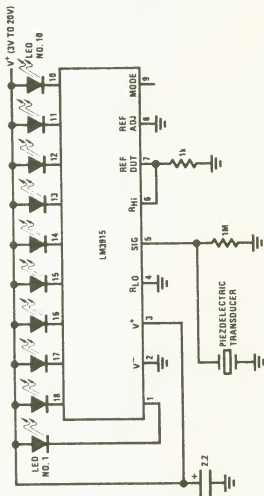 V+ (3V TO 20V)
LED
NO. 10
LED
NO. 1
18
17
16
15
14
13
12
11
10
LM3915
1
2
3
4
5
6
7
8
9
V−
V+
RLO
SIG
RHI
REF
OUT
REF
ADJ
MODE
2.2
+
PIEZOELECTRIC
TRANSDUCER
1M
1k